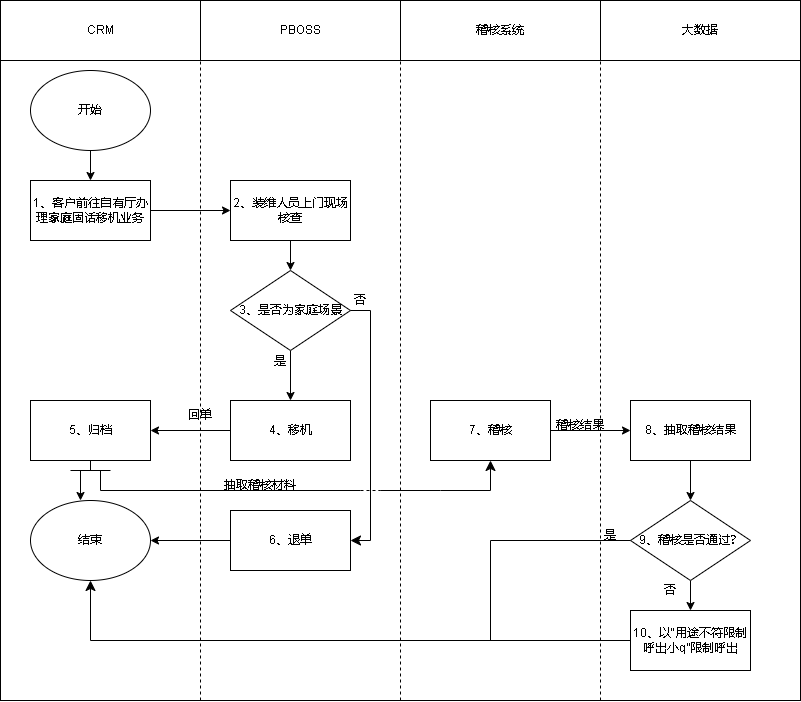 CRM
PBOSS
稽核系统
大数据
开始
1、客户前往自有厅办
理家庭固话移机业务
2、装维人员上门现场
核查
3、是否为家庭场景
否
是
5、归档
回单
4、移机
7、稽核
稽核结果
8、抽取稽核结果
抽取稽核材料
结束
6、退单
是
9、稽核是否通过?
否
10、以"用途不符限制
呼出小q"限制呼出